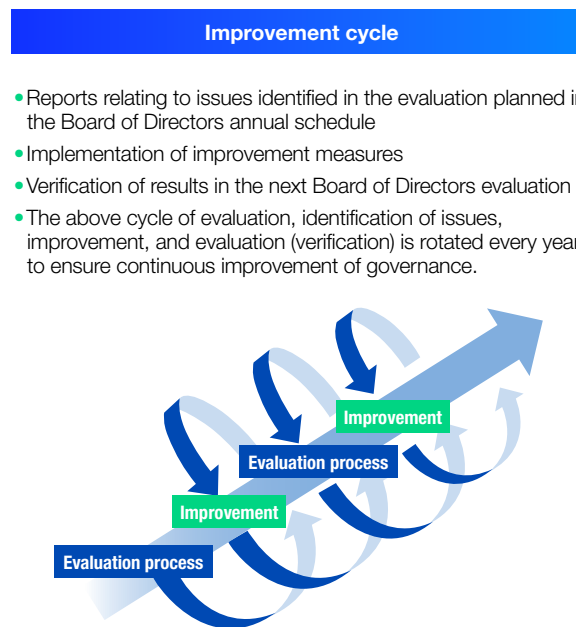 Improvement cycle
•Reports relating to issues identified in the evaluation planned in
the Board of Directors annual schedule
•Implementation of improvement measures
•Verification of results in the next Board of Directors evaluation
•The above cycle of evaluation, identification of issues,
improvement, and evaluation (verification) is rotated every year
to ensure continuous improvement of governance.
Improvement
Evaluation process
Improvement
Evaluation process